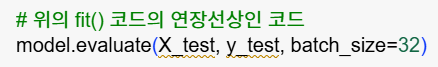 # 위의 fit() 코드의 연장선상인 코드
model.evaluate(X_test, y_test, batch_size=32)